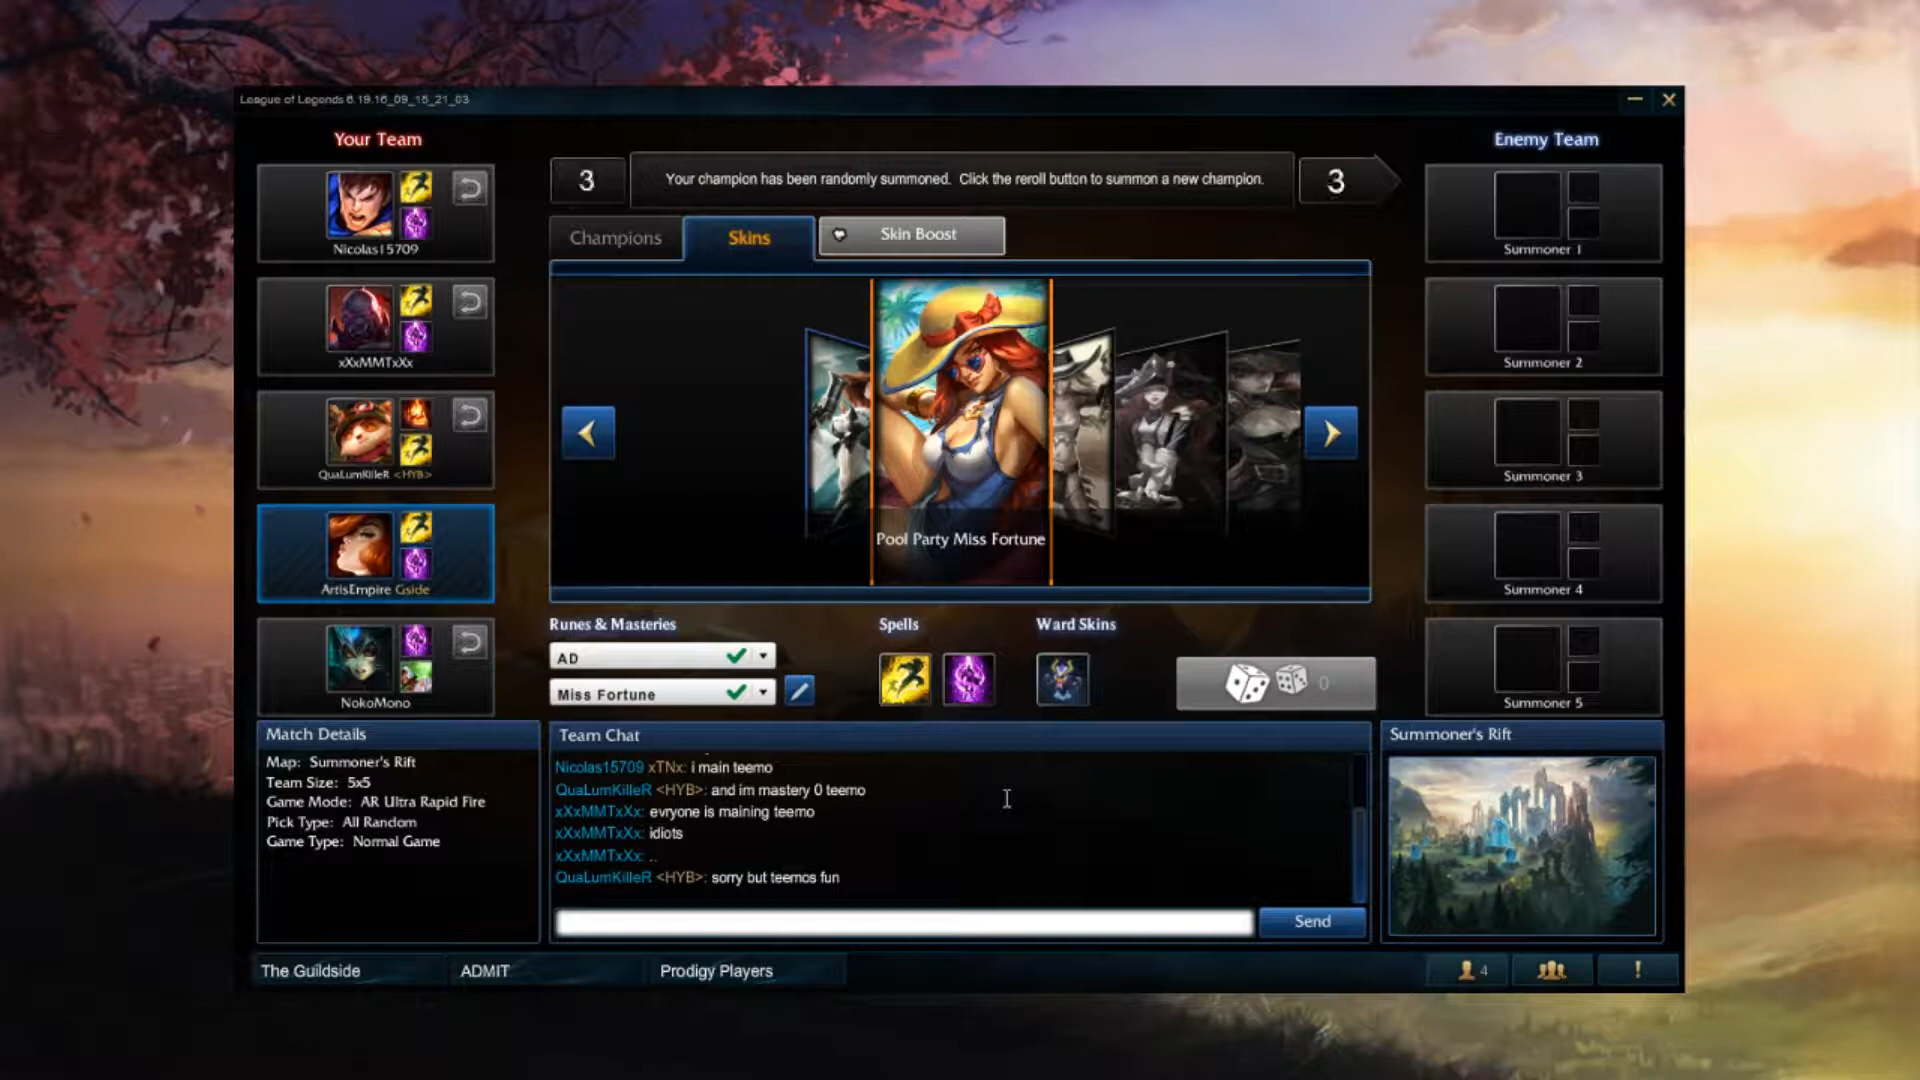 League of Legends 6.19.16_09_15_21_03
Your Team
Enemy Team
3
Your champion has been randomly summoned. Click the reroll button to summon a new champion.
3
Champions
Skins
Skin Boost
Nicolas15709
xXxMMTxXx
QuaLumKilleR <HYB>
ArtisEmpire Gside
NokoMono
Pool Party Miss Fortune
Summoner 1
Summoner 2
Summoner 3
Summoner 4
Summoner 5
Runes & Masteries
Spells
Ward Skins
AD
Miss Fortune
0
Match Details
Map: Summoner's Rift
Team Size: 5x5
Game Mode: AR Ultra Rapid Fire
Pick Type: All Random
Game Type: Normal Game
Team Chat
Nicolas15709 xTNx: i main teemo
QuaLumKilleR <HYB>: and im mastery 0 teemo
xXxMMTxXx: evryone is maining teemo
xXxMMTxXx: idiots
xXxMMTxXx: ..
QuaLumKilleR <HYB>: sorry but teemos fun
Send
Summoner's Rift
The Guildside
ADMIT
Prodigy Players
4